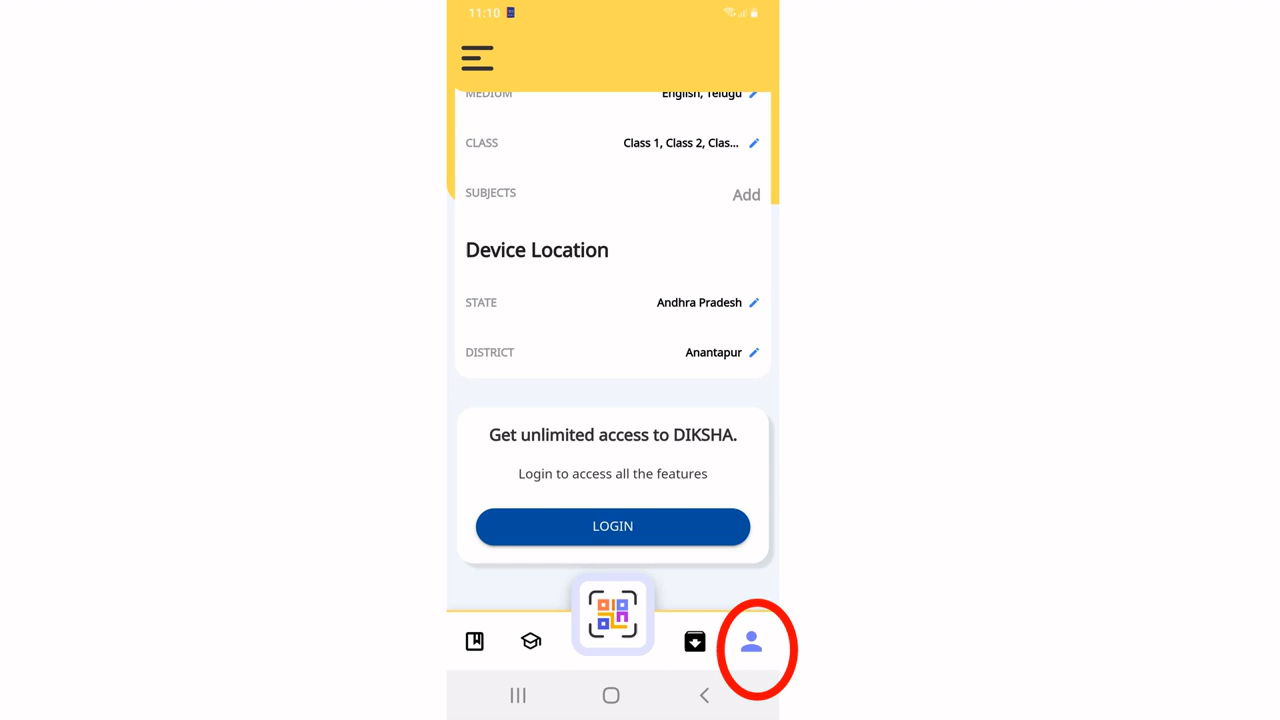 11:10
MEDIUM English, Telugu
CLASS Class 1, Class 2, Clas...
SUBJECTS Add
Device Location
STATE Andhra Pradesh
DISTRICT Anantapur
Get unlimited access to DIKSHA.
Login to access all the features
LOGIN